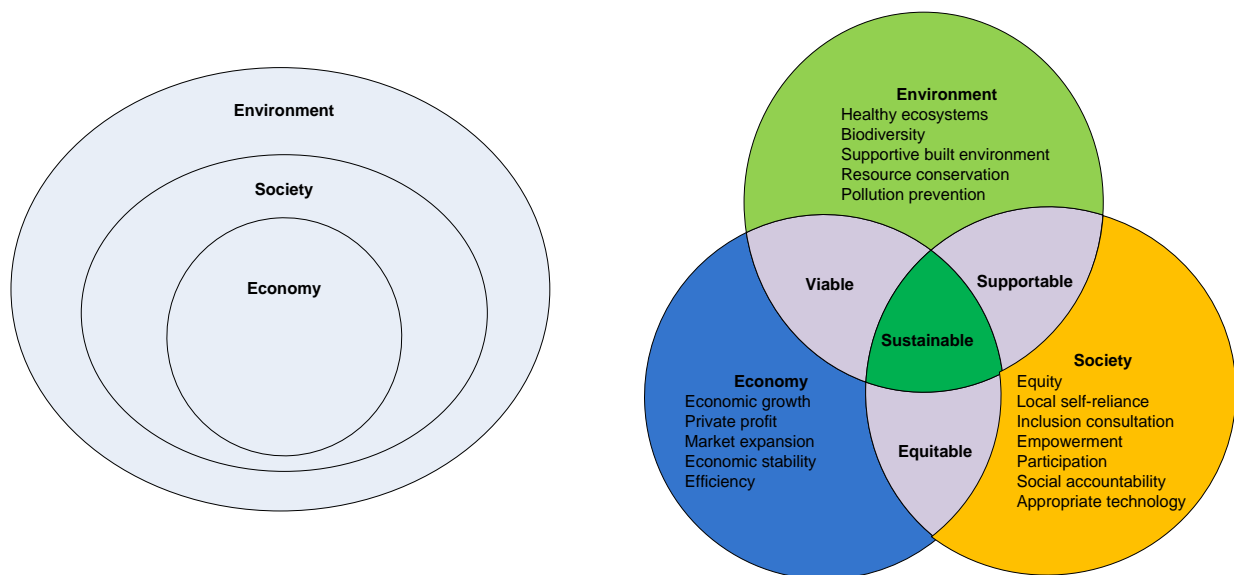 Environment
Society
Economy
Environment
Healthy ecosystems
Biodiversity
Supportive built environment
Resource conservation
Pollution prevention
Viable
Supportable
Sustainable
Economy
Economic growth
Private profit
Market expansion
Economic stability
Efficiency
Society
Equity
Local self-reliance
Inclusion consultation
Empowerment
Participation
Social accountability
Appropriate technology
Equitable